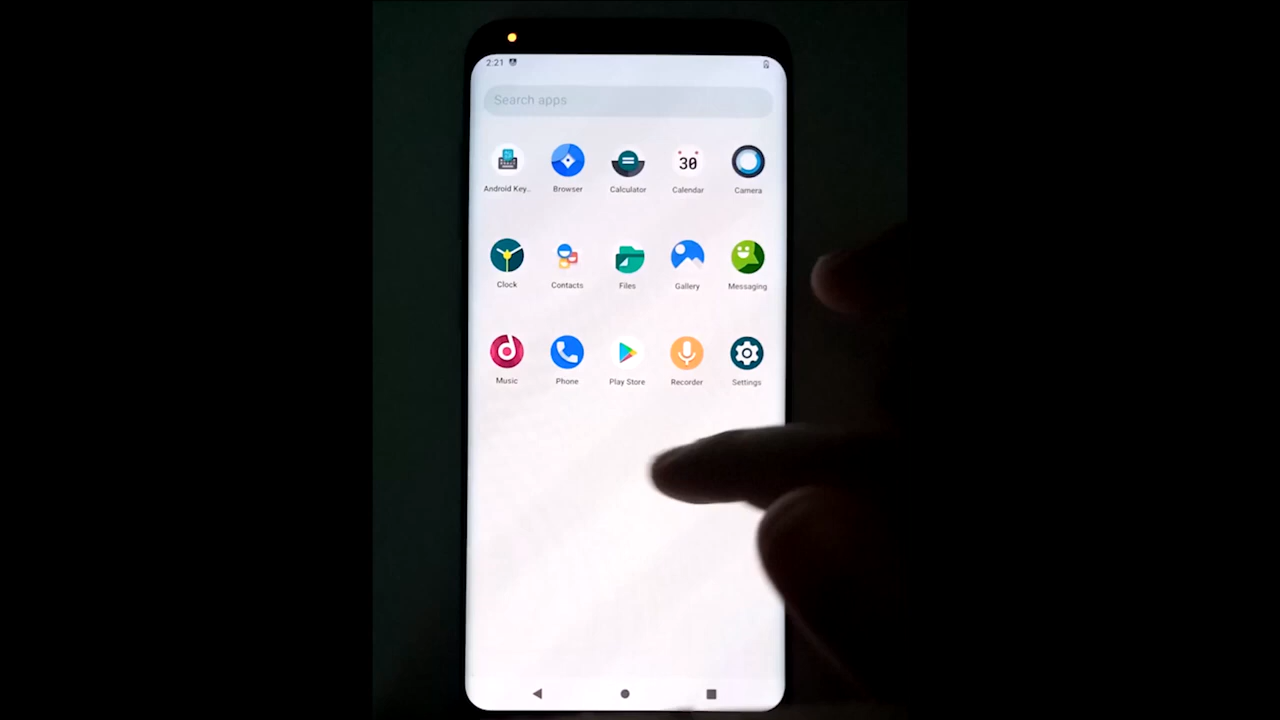 2:21
Search apps
Android Key..
Browser
Calculator
30
Calendar
Camera
Clock
Contacts
Files
Gallery
Messaging
Music
Phone
Play Store
Recorder
Settings